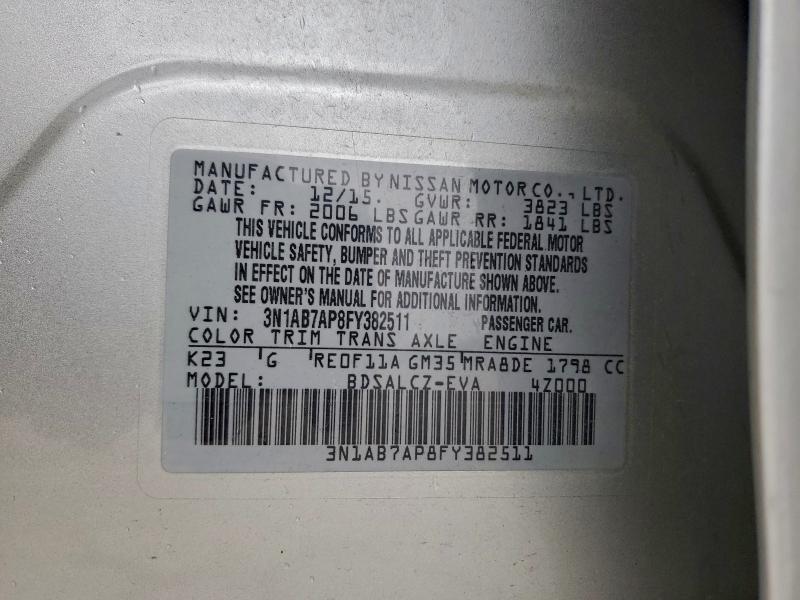 MANUFACTURED BY NISSAN MOTOR CO., LTD.
DATE: 12/15. GVWR: 3823 LBS
GAWR FR: 2006 LBS GAWR RR: 1841 LBS
THIS VEHICLE CONFORMS TO ALL APPLICABLE FEDERAL MOTOR
VEHICLE SAFETY, BUMPER AND THEFT PREVENTION STANDARDS
IN EFFECT ON THE DATE OF MANUFACTURE SHOWN ABOVE.
SEE OWNER'S MANUAL FOR ADDITIONAL INFORMATION.
VIN: 3N1AB7AP8FY382511 PASSENGER CAR.
COLOR TRIM TRANS AXLE ENGINE
K23 G RE0F11A GM35 MRA8DE 1798 CC
MODEL: BDSALCZ-EVA 4Z000
3N1AB7AP8FY382511